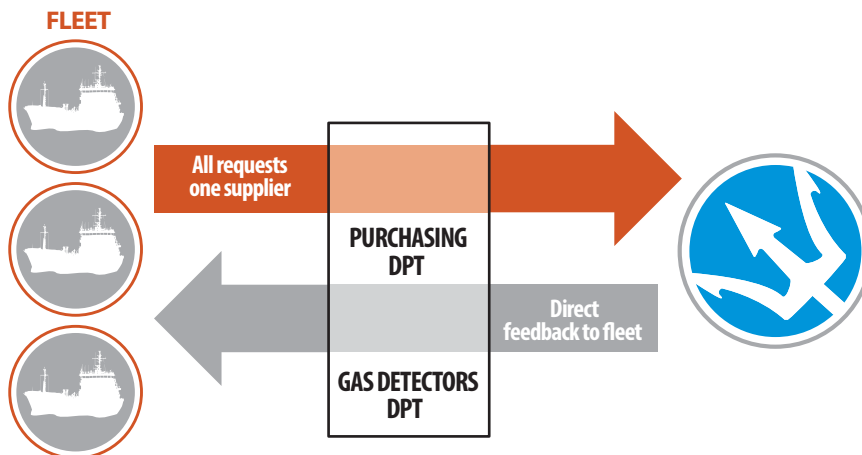 FLEET
All requests
one supplier
PURCHASING
DPT
Direct
feedback to fleet
GAS DETECTORS
DPT